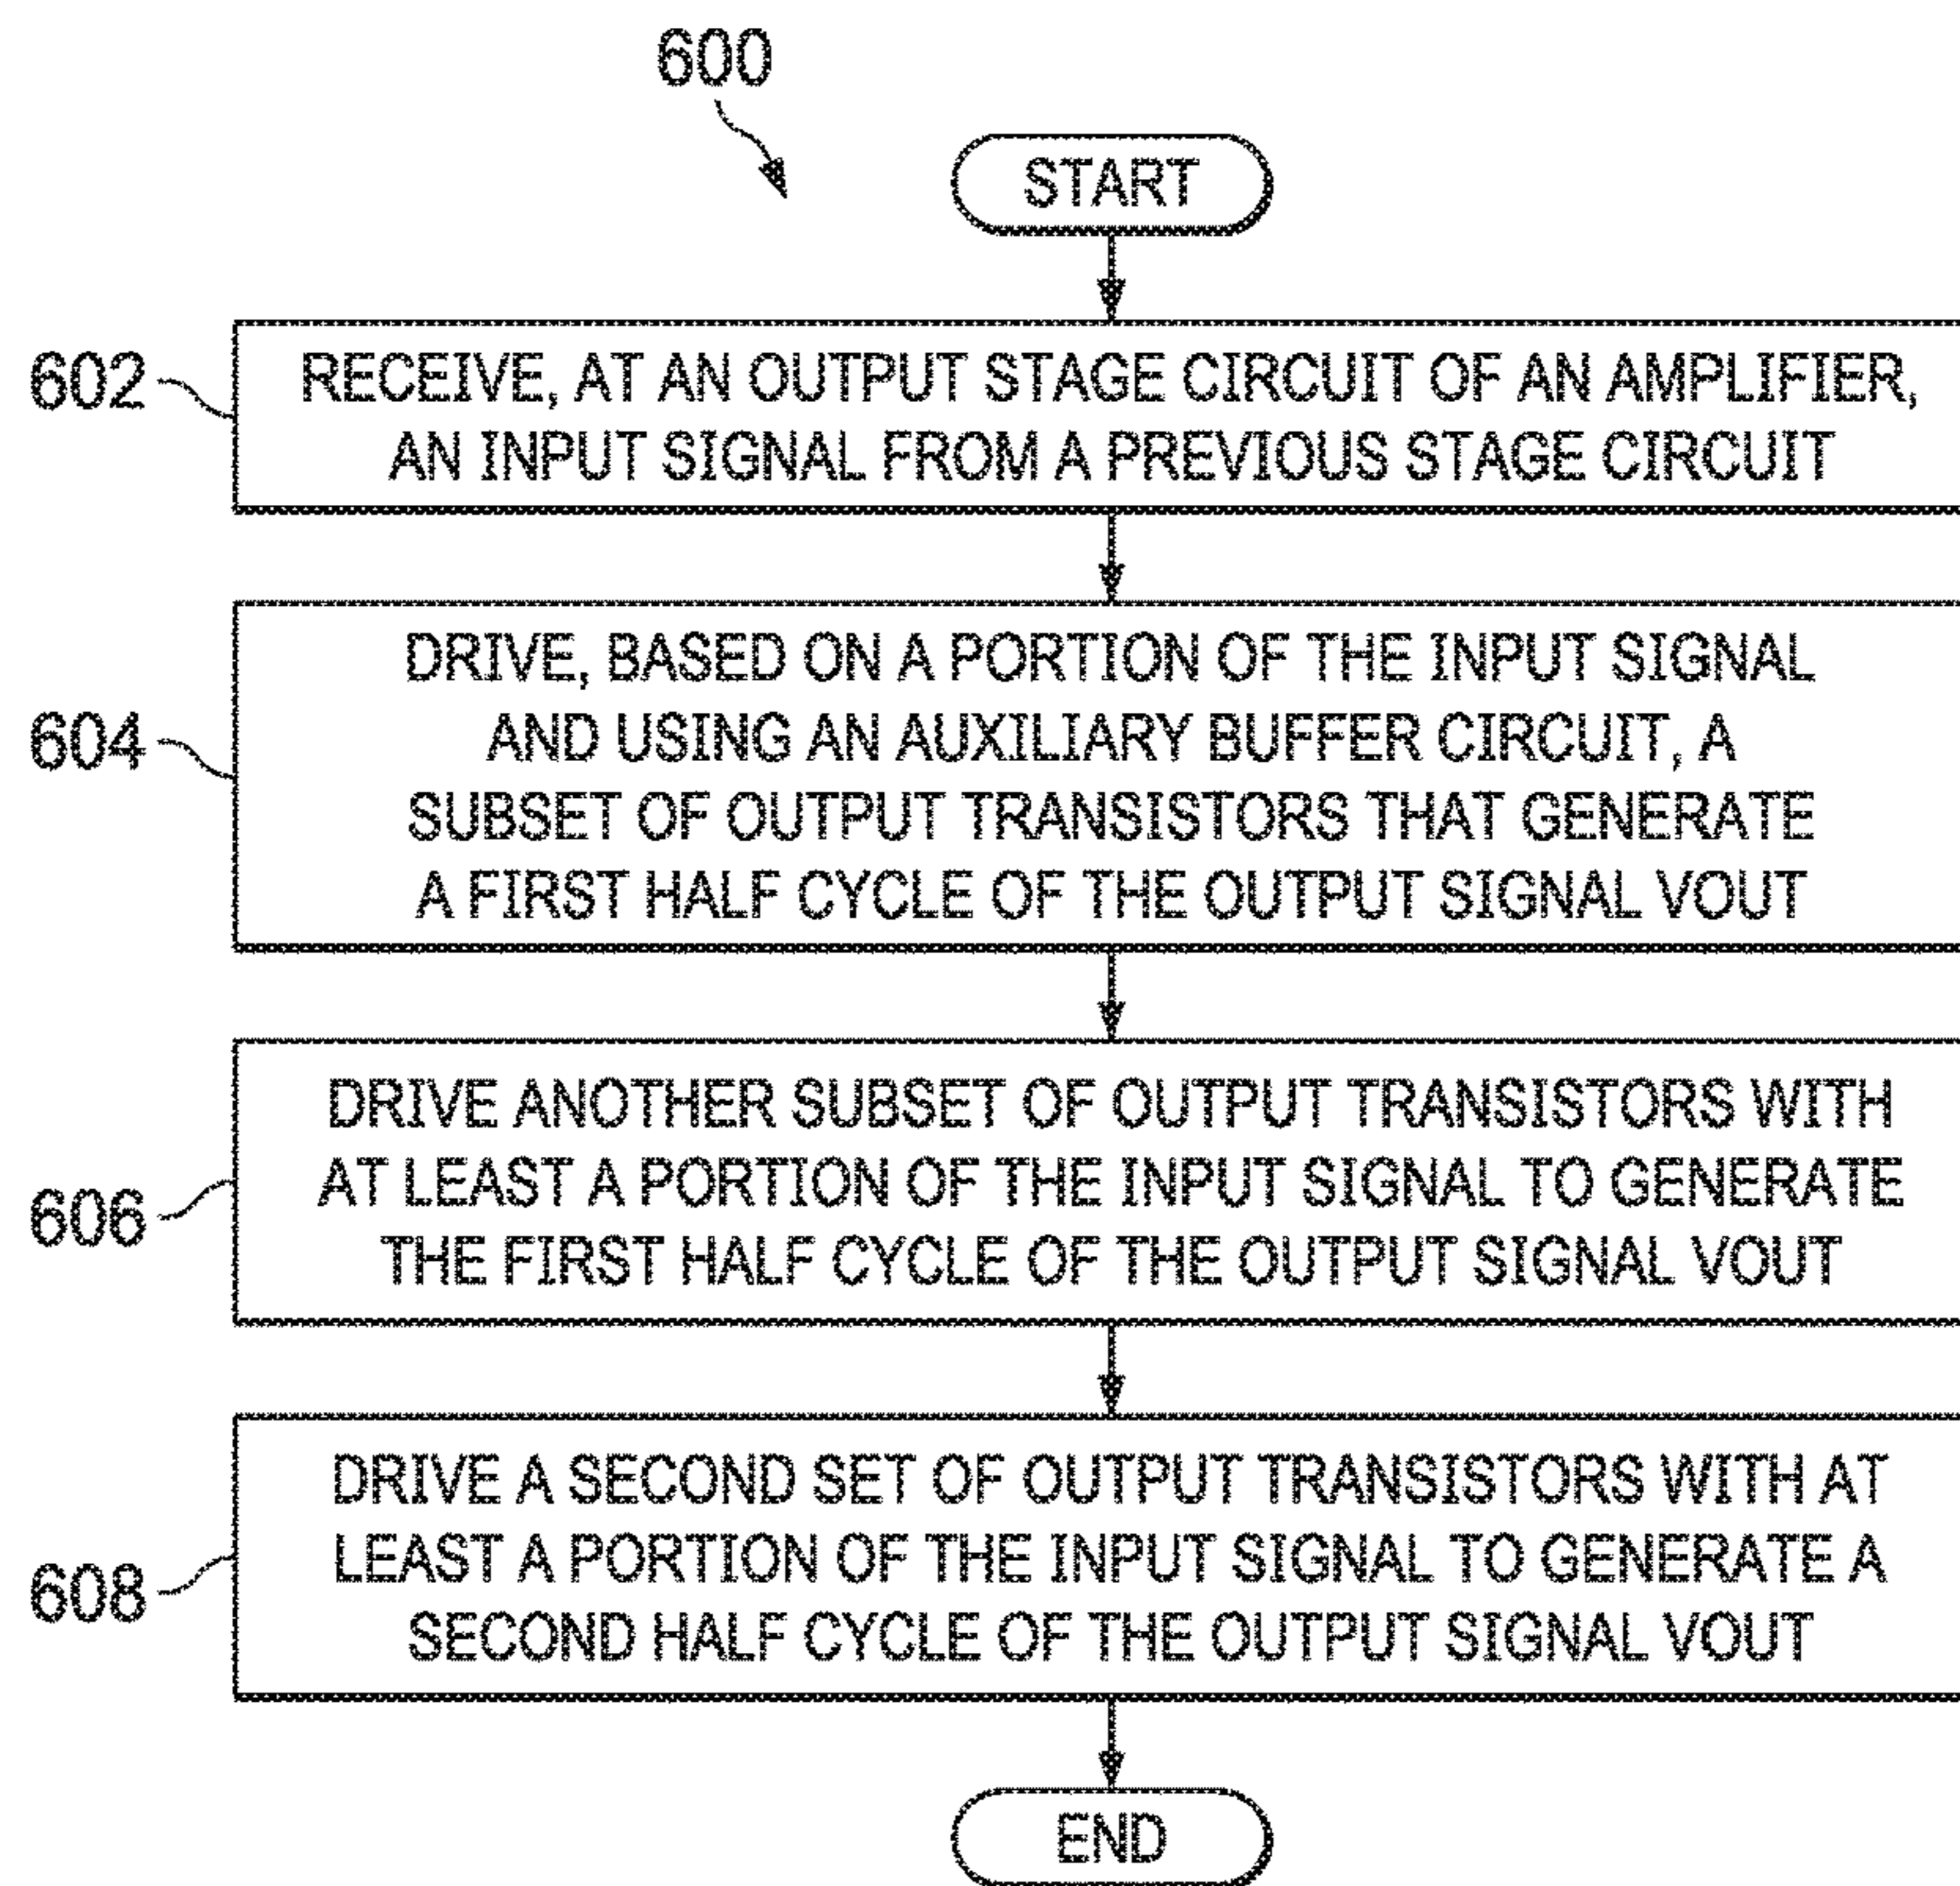 600
START
602
RECEIVE, AT AN OUTPUT STAGE CIRCUIT OF AN AMPLIFIER,
AN INPUT SIGNAL FROM A PREVIOUS STAGE CIRCUIT
604
DRIVE, BASED ON A PORTION OF THE INPUT SIGNAL
AND USING AN AUXILIARY BUFFER CIRCUIT, A
SUBSET OF OUTPUT TRANSISTORS THAT GENERATE
A FIRST HALF CYCLE OF THE OUTPUT SIGNAL VOUT
606
DRIVE ANOTHER SUBSET OF OUTPUT TRANSISTORS WITH
AT LEAST A PORTION OF THE INPUT SIGNAL TO GENERATE
THE FIRST HALF CYCLE OF THE OUTPUT SIGNAL VOUT
608
DRIVE A SECOND SET OF OUTPUT TRANSISTORS WITH AT
LEAST A PORTION OF THE INPUT SIGNAL TO GENERATE A
SECOND HALF CYCLE OF THE OUTPUT SIGNAL VOUT
END